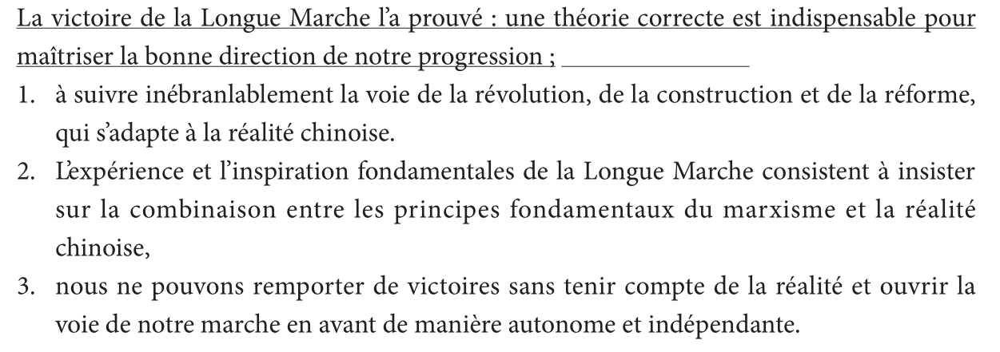 La victoire de la Longue Marche l’a prouvé : une théorie correcte est indispensable pour
maîtriser la bonne direction de notre progression ; _______________
1. à suivre inébranlablement la voie de la révolution, de la construction et de la réforme,
qui s’adapte à la réalité chinoise.
2. L’expérience et l’inspiration fondamentales de la Longue Marche consistent à insister
sur la combinaison entre les principes fondamentaux du marxisme et la réalité
chinoise,
3. nous ne pouvons remporter de victoires sans tenir compte de la réalité et ouvrir la
voie de notre marche en avant de manière autonome et indépendante.